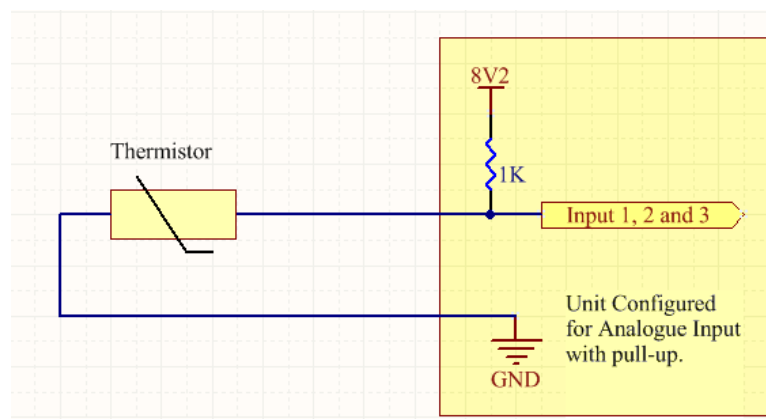 8V2
Thermistor
1K
Input 1, 2 and 3
Unit Configured
for Analogue Input
with pull-up.
GND